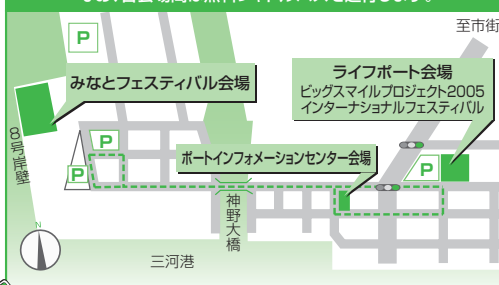 至市街
P
みなとフェスティバル会場
ライフポート会場
ビッグスマイルプロジェクト2005
インターナショナルフェスティバル
8号岸壁
P
P
ポートインフォメーションセンター会場
P
神野大橋
N
三河港